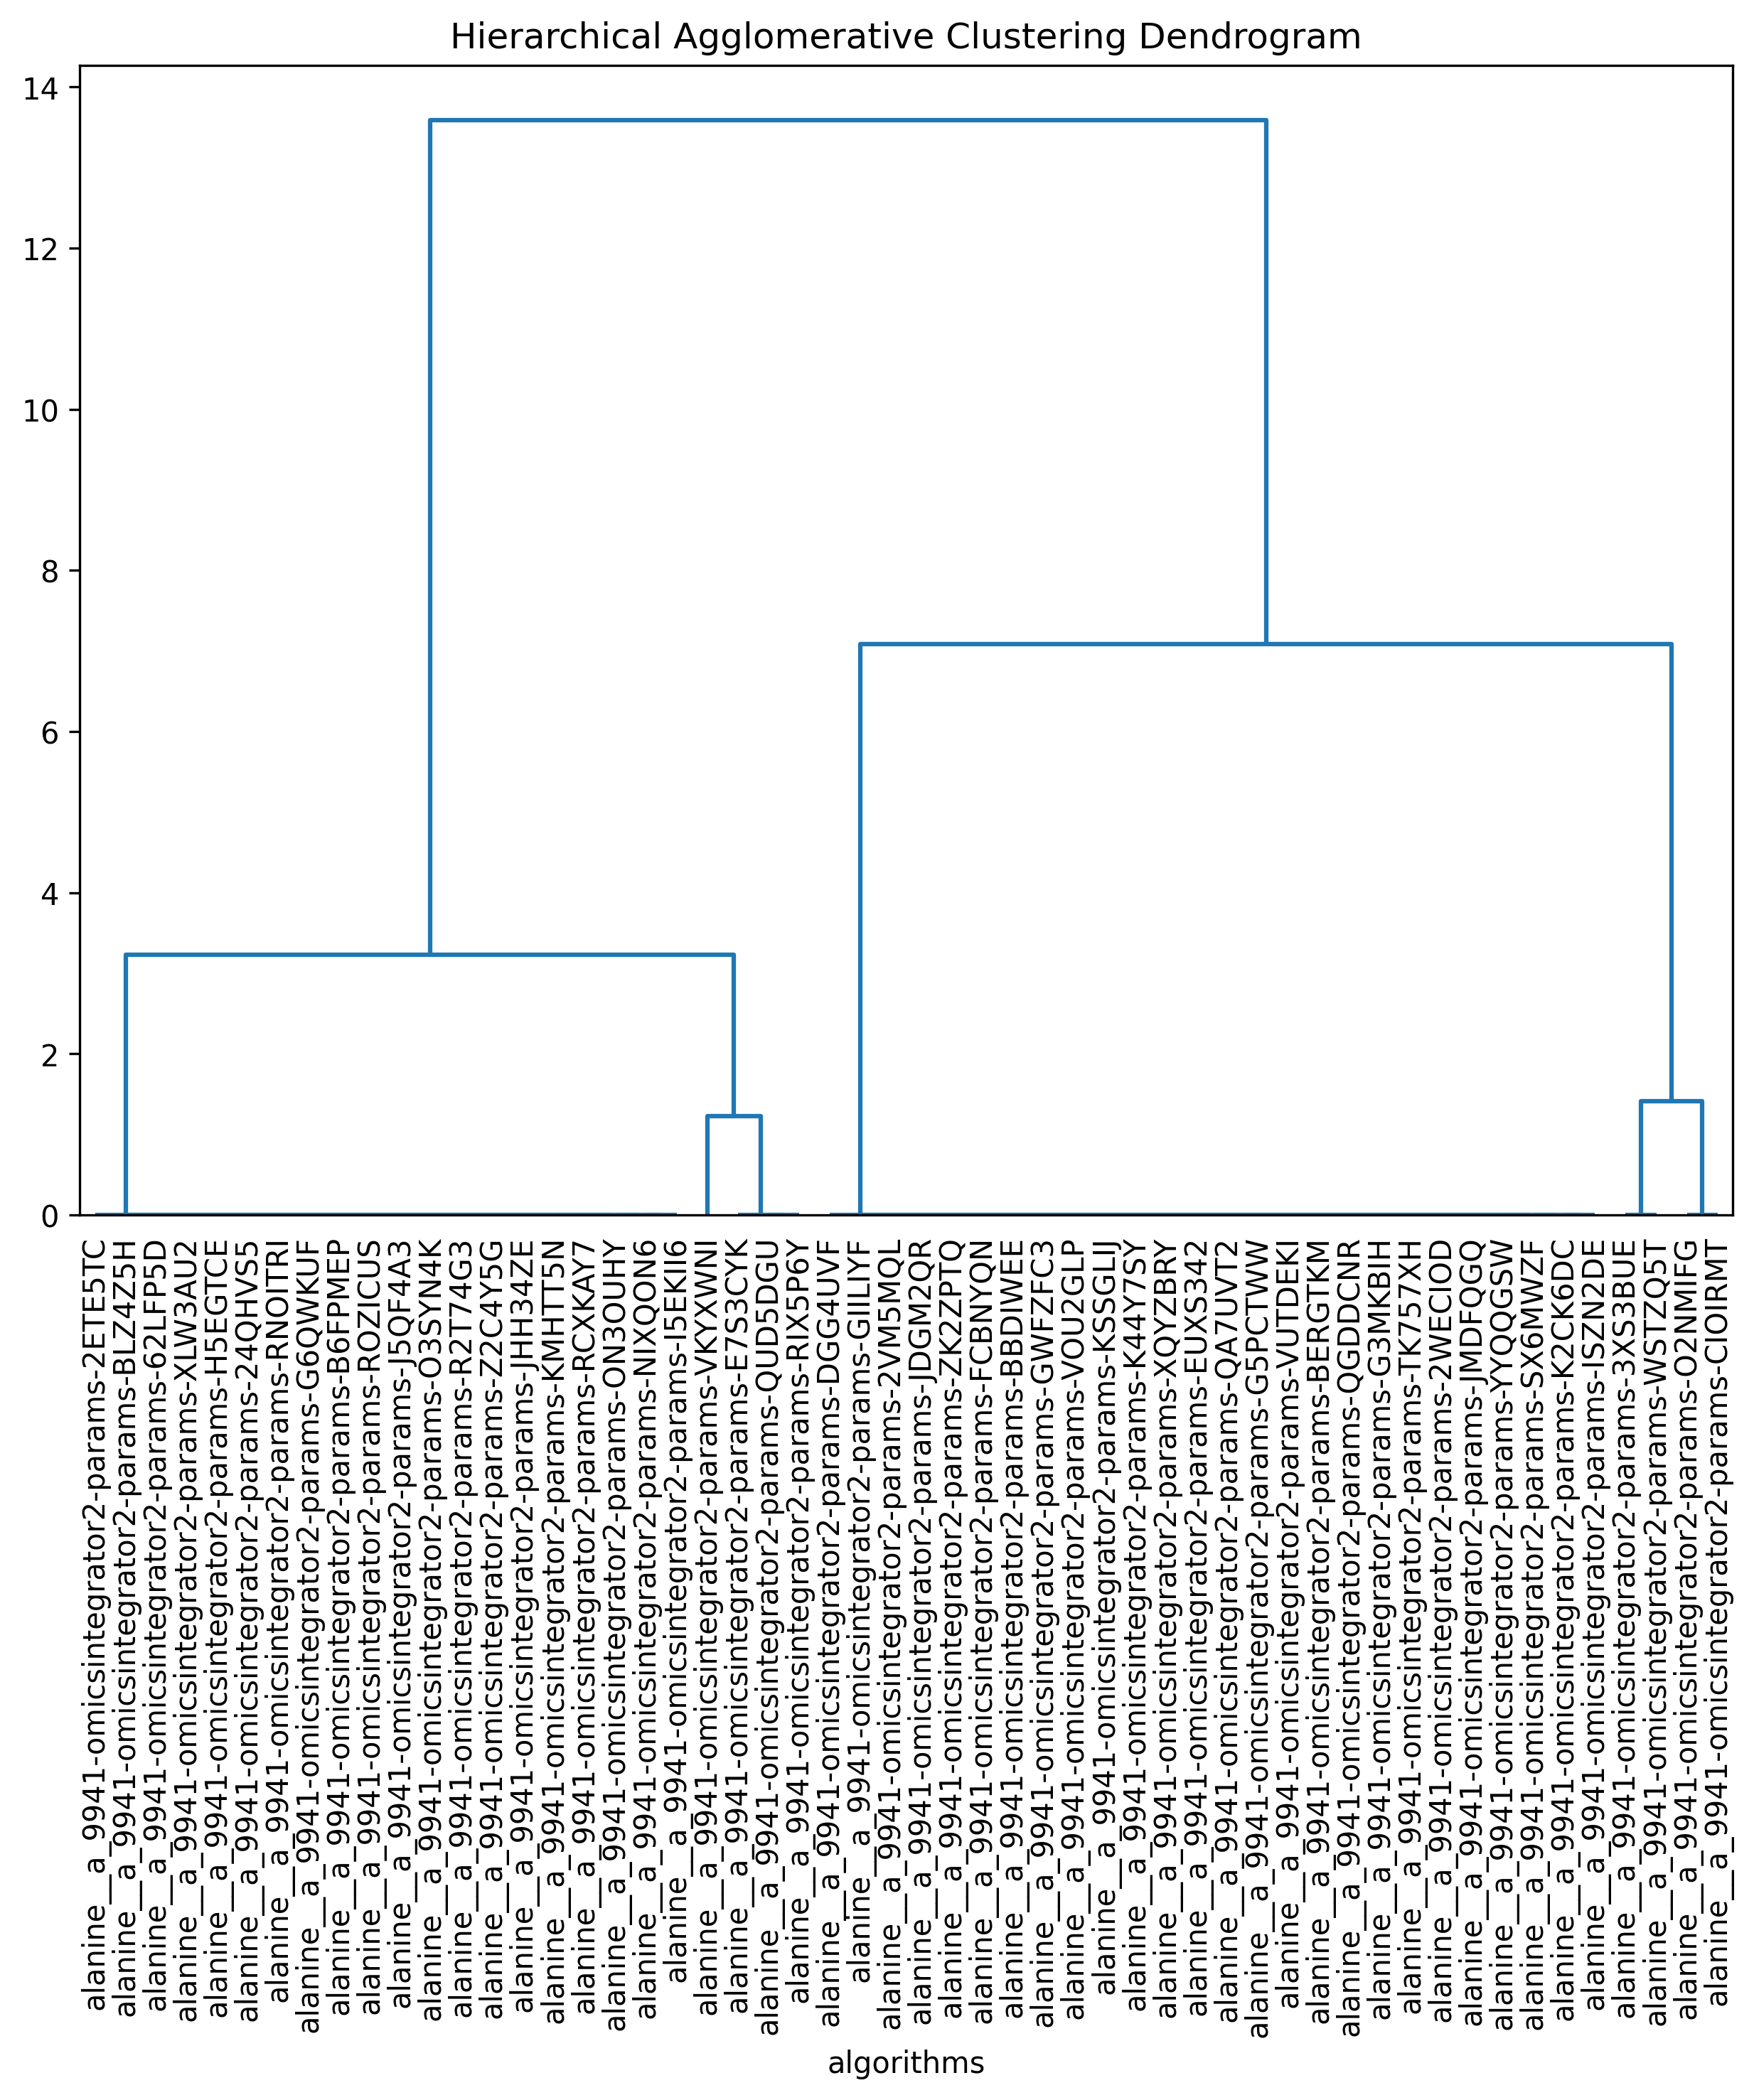 Hierarchical Agglomerative Clustering Dendrogram
14
12
10
8
6
4
2
0
alanine__a_9941-omicsintegrator2-params-2ETE5TC
alanine__a_9941-omicsintegrator2-params-BLZ4Z5H
alanine__a_9941-omicsintegrator2-params-62LFP5D
alanine__a_9941-omicsintegrator2-params-XLW3AU2
alanine__a_9941-omicsintegrator2-params-H5EGTCE
alanine__a_9941-omicsintegrator2-params-24QHVS5
alanine__a_9941-omicsintegrator2-params-RNOITRI
alanine__a_9941-omicsintegrator2-params-G6QWKUF
alanine__a_9941-omicsintegrator2-params-B6FPMEP
alanine__a_9941-omicsintegrator2-params-ROZICUS
alanine__a_9941-omicsintegrator2-params-J5QF4A3
alanine__a_9941-omicsintegrator2-params-O3SYN4K
alanine__a_9941-omicsintegrator2-params-R2T74G3
alanine__a_9941-omicsintegrator2-params-Z2C4Y5G
alanine__a_9941-omicsintegrator2-params-JHH34ZE
alanine__a_9941-omicsintegrator2-params-KMHTT5N
alanine__a_9941-omicsintegrator2-params-RCXKAY7
alanine__a_9941-omicsintegrator2-params-ON3OUHY
alanine__a_9941-omicsintegrator2-params-NIXQON6
alanine__a_9941-omicsintegrator2-params-I5EKII6
alanine__a_9941-omicsintegrator2-params-VKYXWNI
alanine__a_9941-omicsintegrator2-params-E7S3CYK
alanine__a_9941-omicsintegrator2-params-QUD5DGU
alanine__a_9941-omicsintegrator2-params-RIX5P6Y
alanine__a_9941-omicsintegrator2-params-DGG4UVF
alanine__a_9941-omicsintegrator2-params-GIILIYF
alanine__a_9941-omicsintegrator2-params-2VM5MQL
alanine__a_9941-omicsintegrator2-params-JDGM2QR
alanine__a_9941-omicsintegrator2-params-ZK2ZPTQ
alanine__a_9941-omicsintegrator2-params-FCBNYQN
alanine__a_9941-omicsintegrator2-params-BBDIWEE
alanine__a_9941-omicsintegrator2-params-GWFZFC3
alanine__a_9941-omicsintegrator2-params-VOU2GLP
alanine__a_9941-omicsintegrator2-params-KSSGLIJ
alanine__a_9941-omicsintegrator2-params-K44Y7SY
alanine__a_9941-omicsintegrator2-params-XQYZBRY
alanine__a_9941-omicsintegrator2-params-EUXS342
alanine__a_9941-omicsintegrator2-params-QA7UVT2
alanine__a_9941-omicsintegrator2-params-G5PCTWW
alanine__a_9941-omicsintegrator2-params-VUTDEKI
alanine__a_9941-omicsintegrator2-params-BERGTKM
alanine__a_9941-omicsintegrator2-params-QGDDCNR
alanine__a_9941-omicsintegrator2-params-G3MKBIH
alanine__a_9941-omicsintegrator2-params-TK757XH
alanine__a_9941-omicsintegrator2-params-2WECIOD
alanine__a_9941-omicsintegrator2-params-JMDFQGQ
alanine__a_9941-omicsintegrator2-params-YYQQGSW
alanine__a_9941-omicsintegrator2-params-SX6MWZF
alanine__a_9941-omicsintegrator2-params-K2CK6DC
alanine__a_9941-omicsintegrator2-params-ISZN2DE
alanine__a_9941-omicsintegrator2-params-3XS3BUE
alanine__a_9941-omicsintegrator2-params-WSTZQ5T
alanine__a_9941-omicsintegrator2-params-O2NMIFG
alanine__a_9941-omicsintegrator2-params-CIOIRMT
algorithms